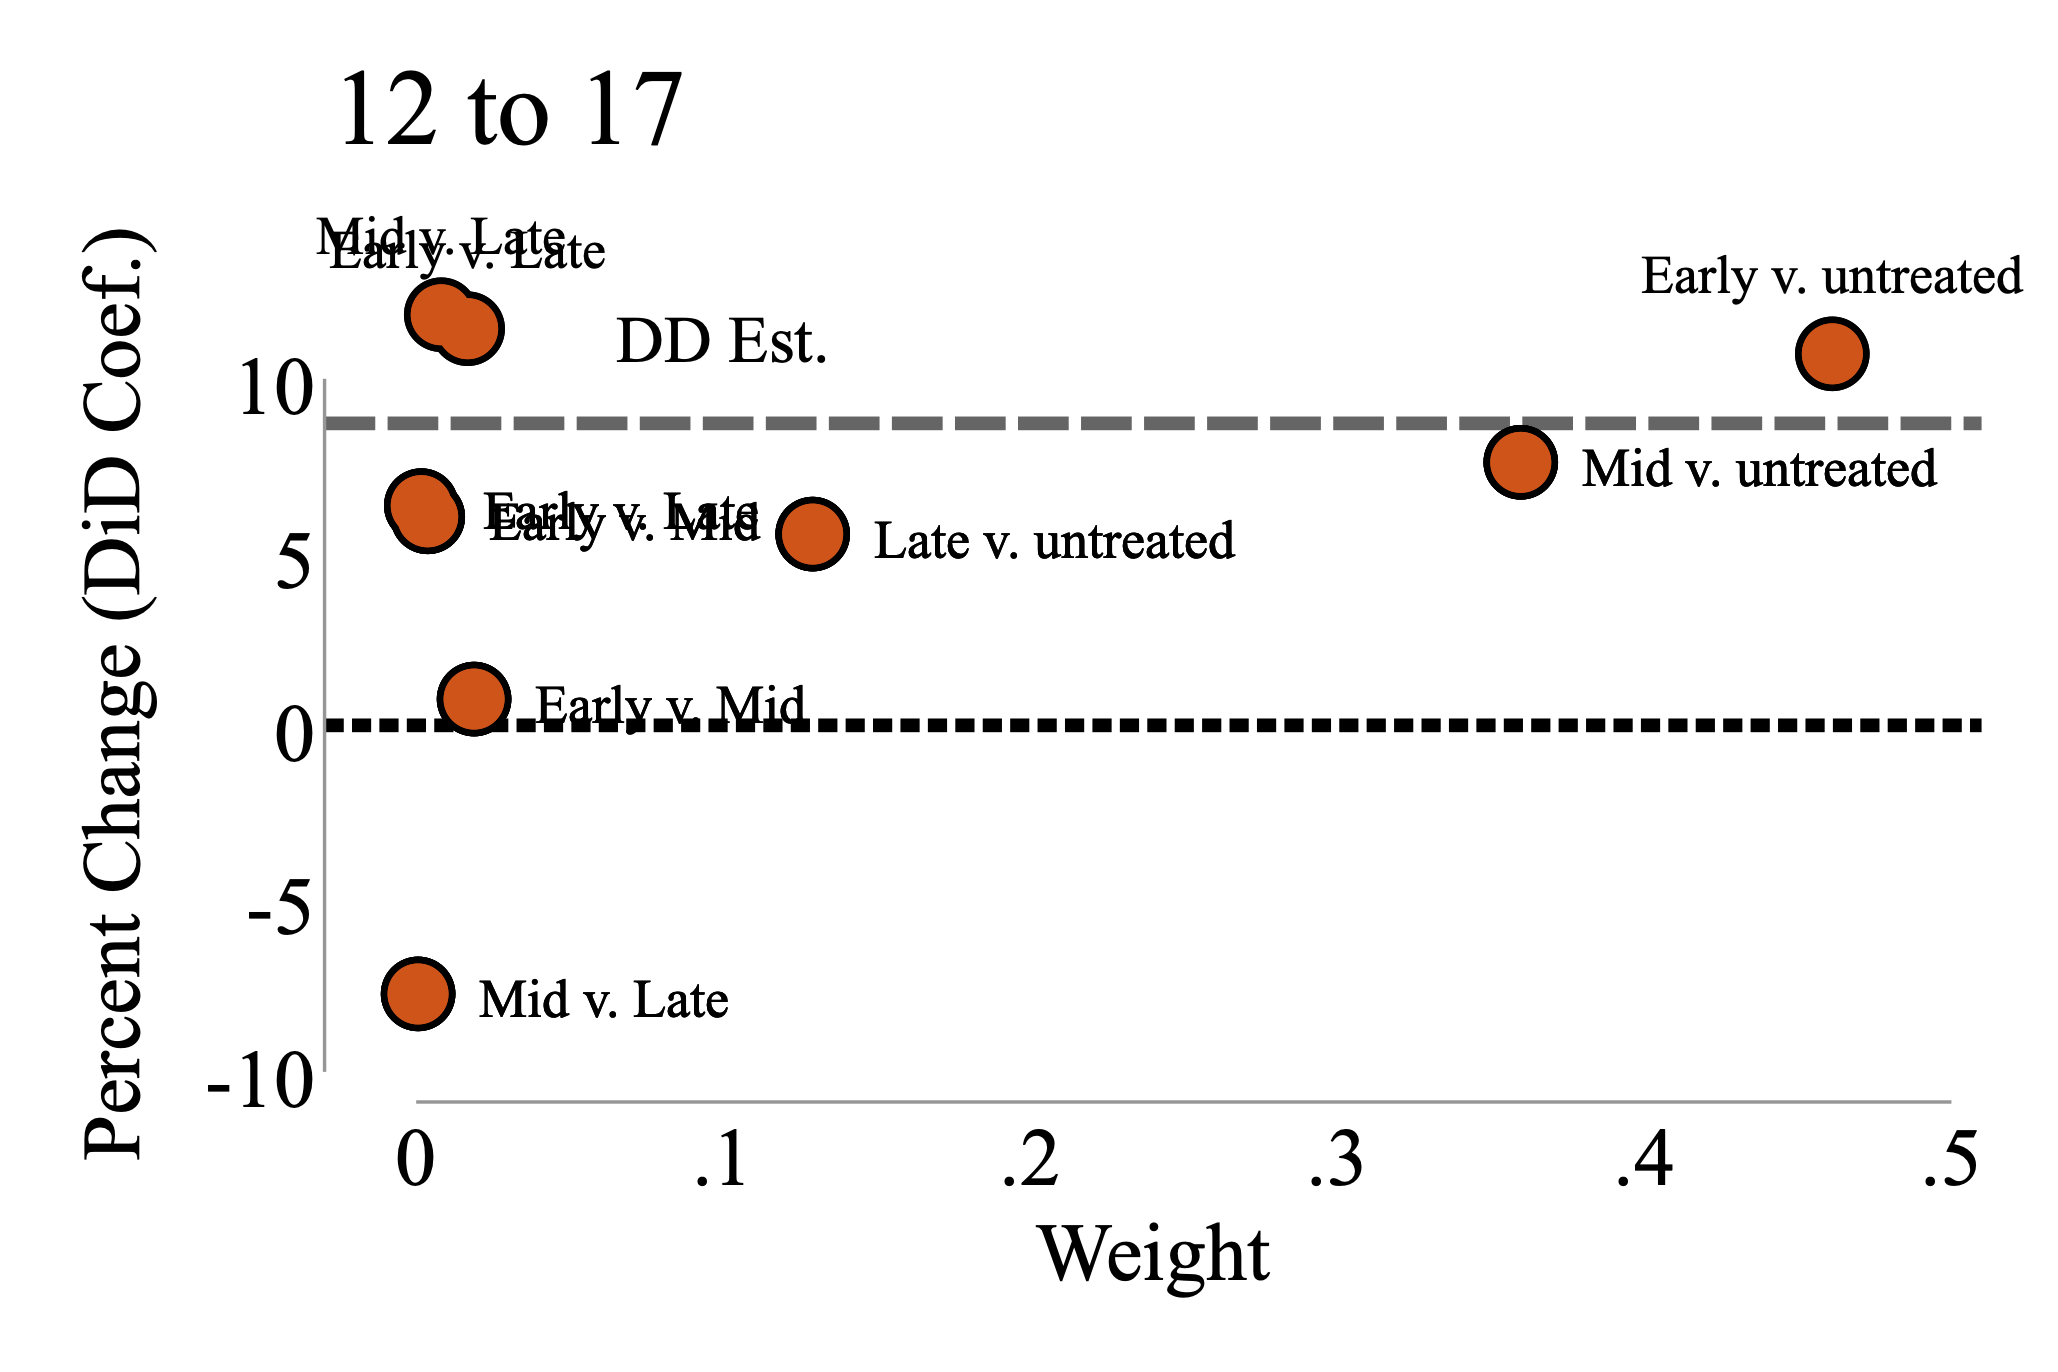 12 to 17
Mid v. Late
Early v. Late
Early v. untreated
DD Est.
10
Mid v. untreated
Early v. Late
Early v. Mid
Late v. untreated
5
Early v. Mid
0
-5
Mid v. Late
-10
Percent Change (DiD Coef.)
0 .1 .2 .3 .4 .5
Weight